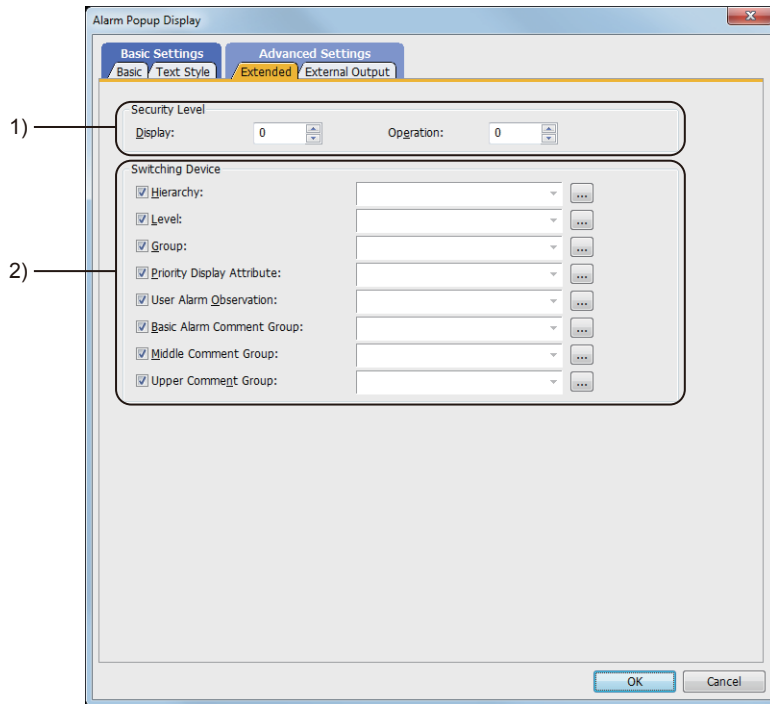 Alarm Popup Display
Basic Settings Advanced Settings
Basic Text Style Extended External Output
1)
Security Level
Display: 0 Operation: 0
2)
Switching Device
Hierarchy: ...
Level: ...
Group: ...
Priority Display Attribute: ...
User Alarm Observation: ...
Basic Alarm Comment Group: ...
Middle Comment Group: ...
Upper Comment Group: ...
OK Cancel